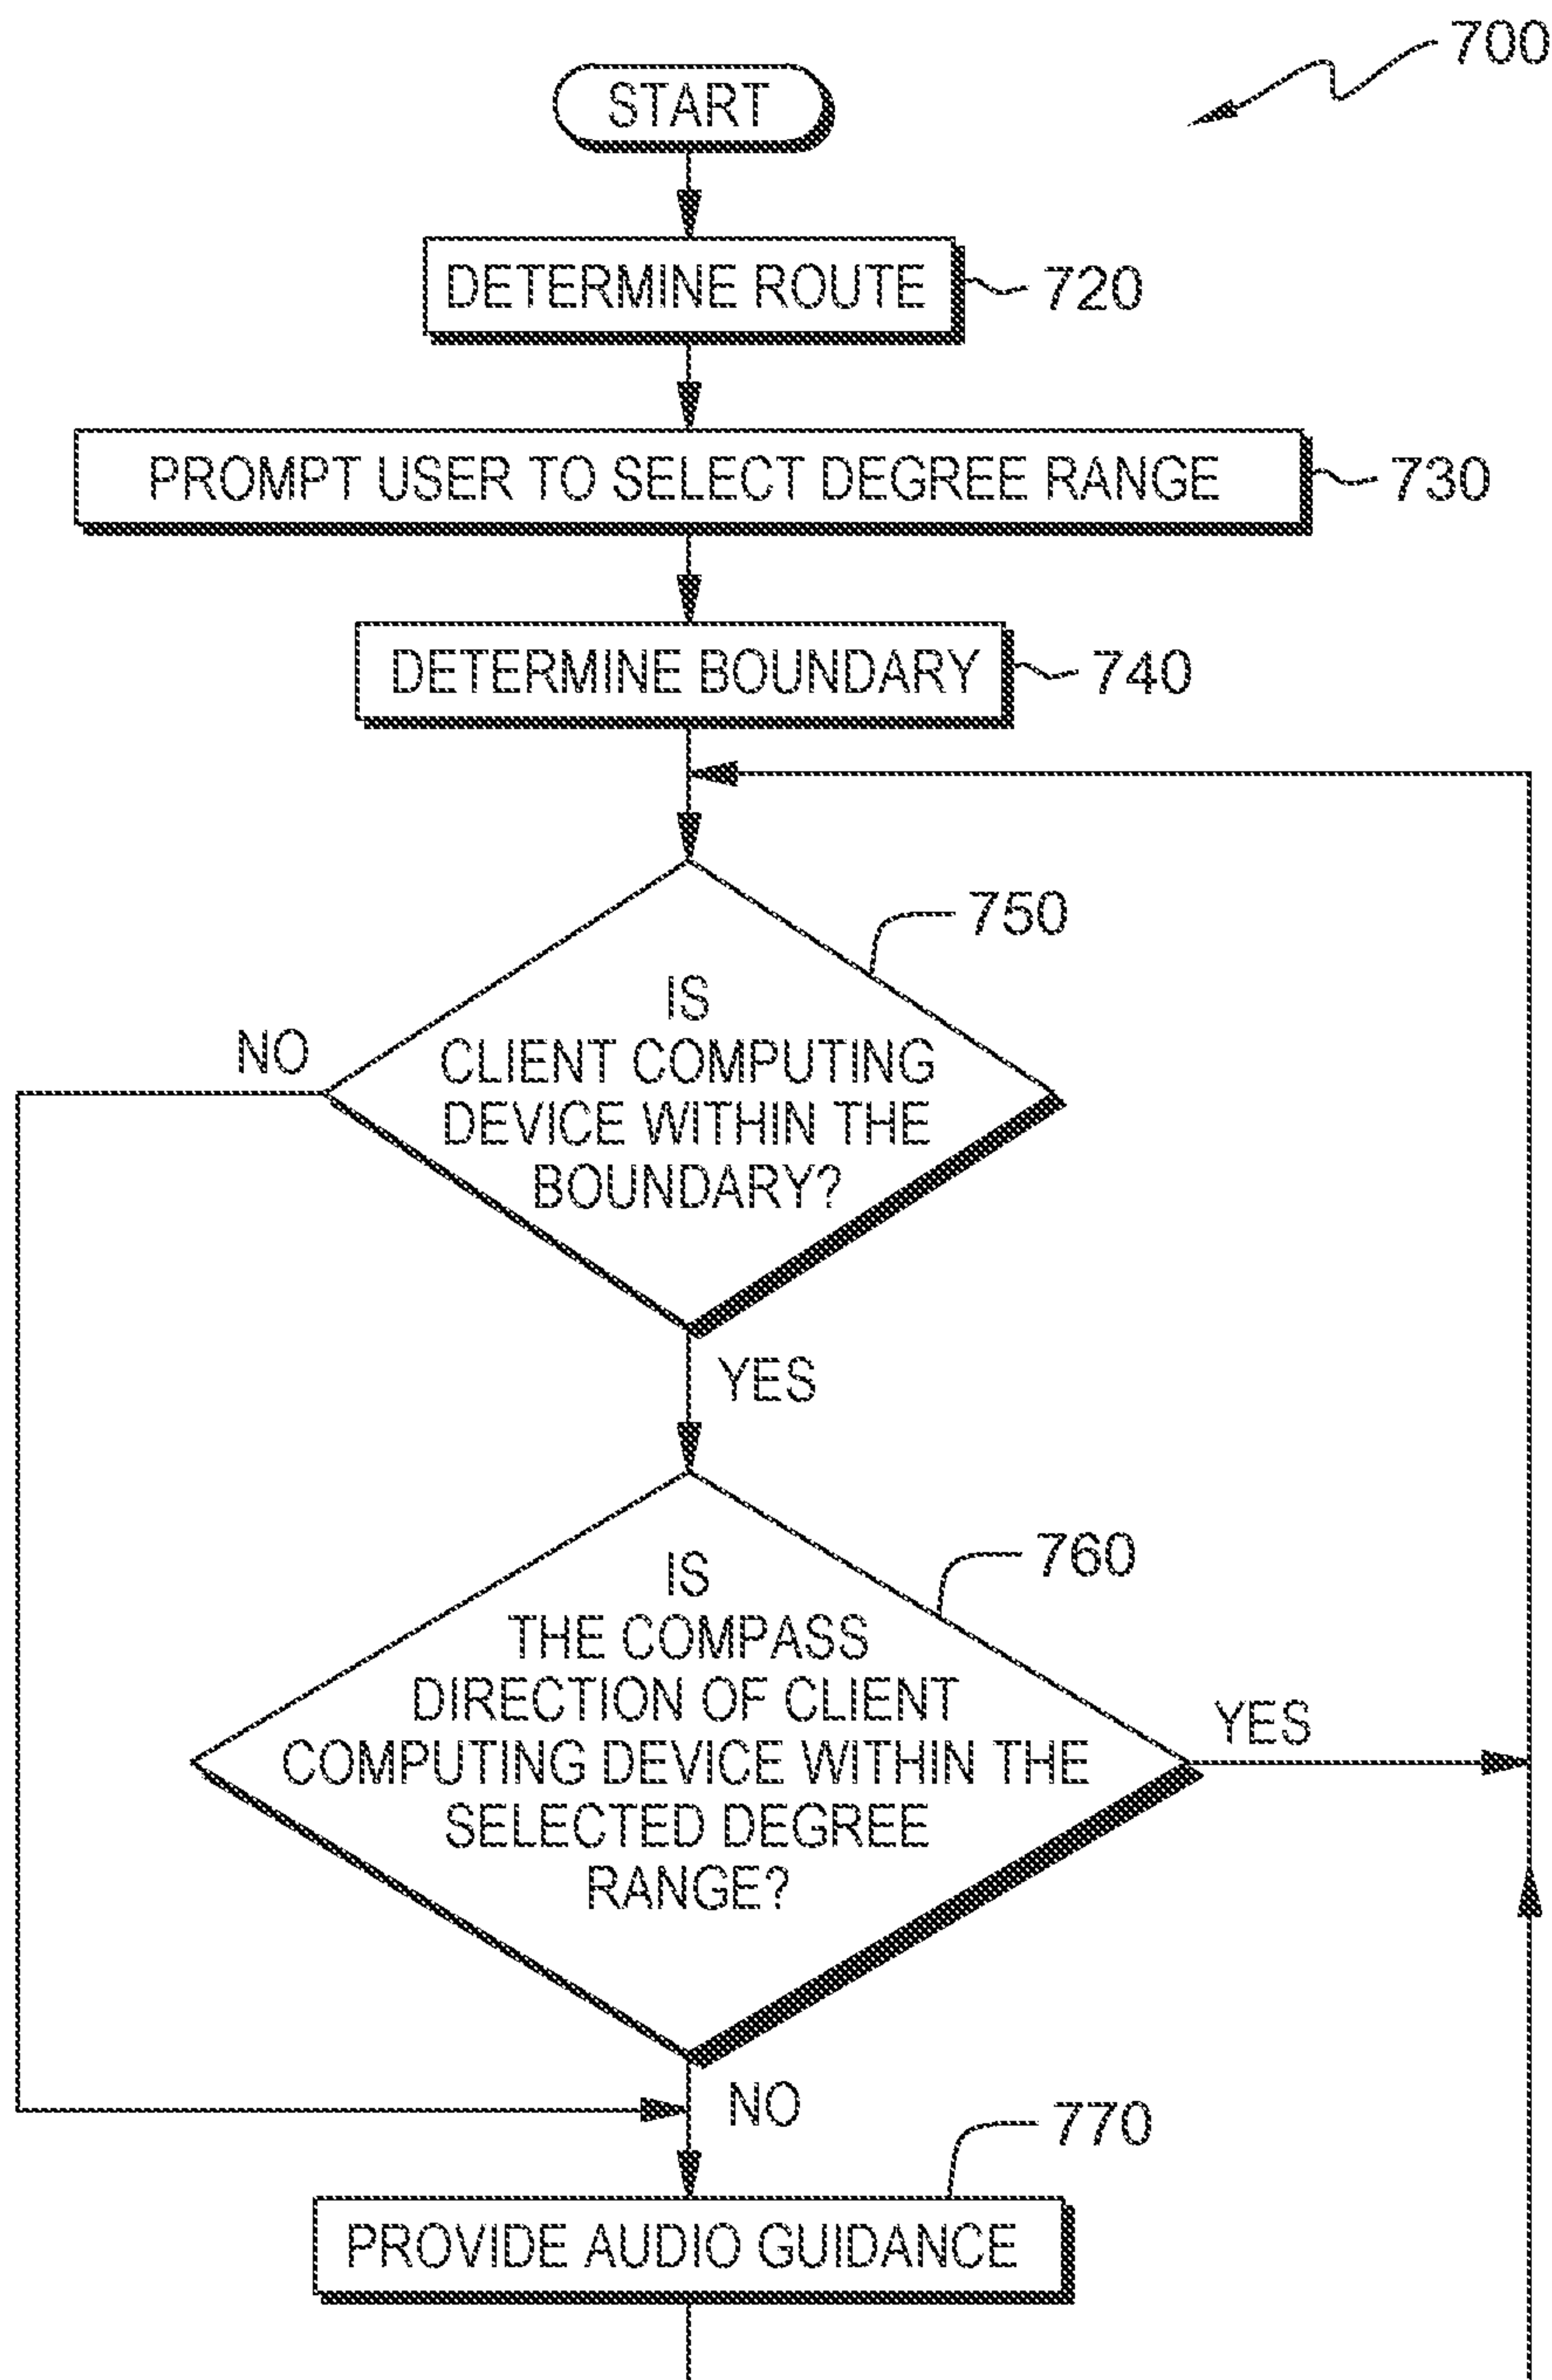 700
START
DETERMINE ROUTE
720
PROMPT USER TO SELECT DEGREE RANGE
730
DETERMINE BOUNDARY
740
750
IS
CLIENT COMPUTING
DEVICE WITHIN THE
BOUNDARY?
NO
YES
760
IS
THE COMPASS
DIRECTION OF CLIENT
COMPUTING DEVICE WITHIN THE
SELECTED DEGREE
RANGE?
YES
NO
770
PROVIDE AUDIO GUIDANCE